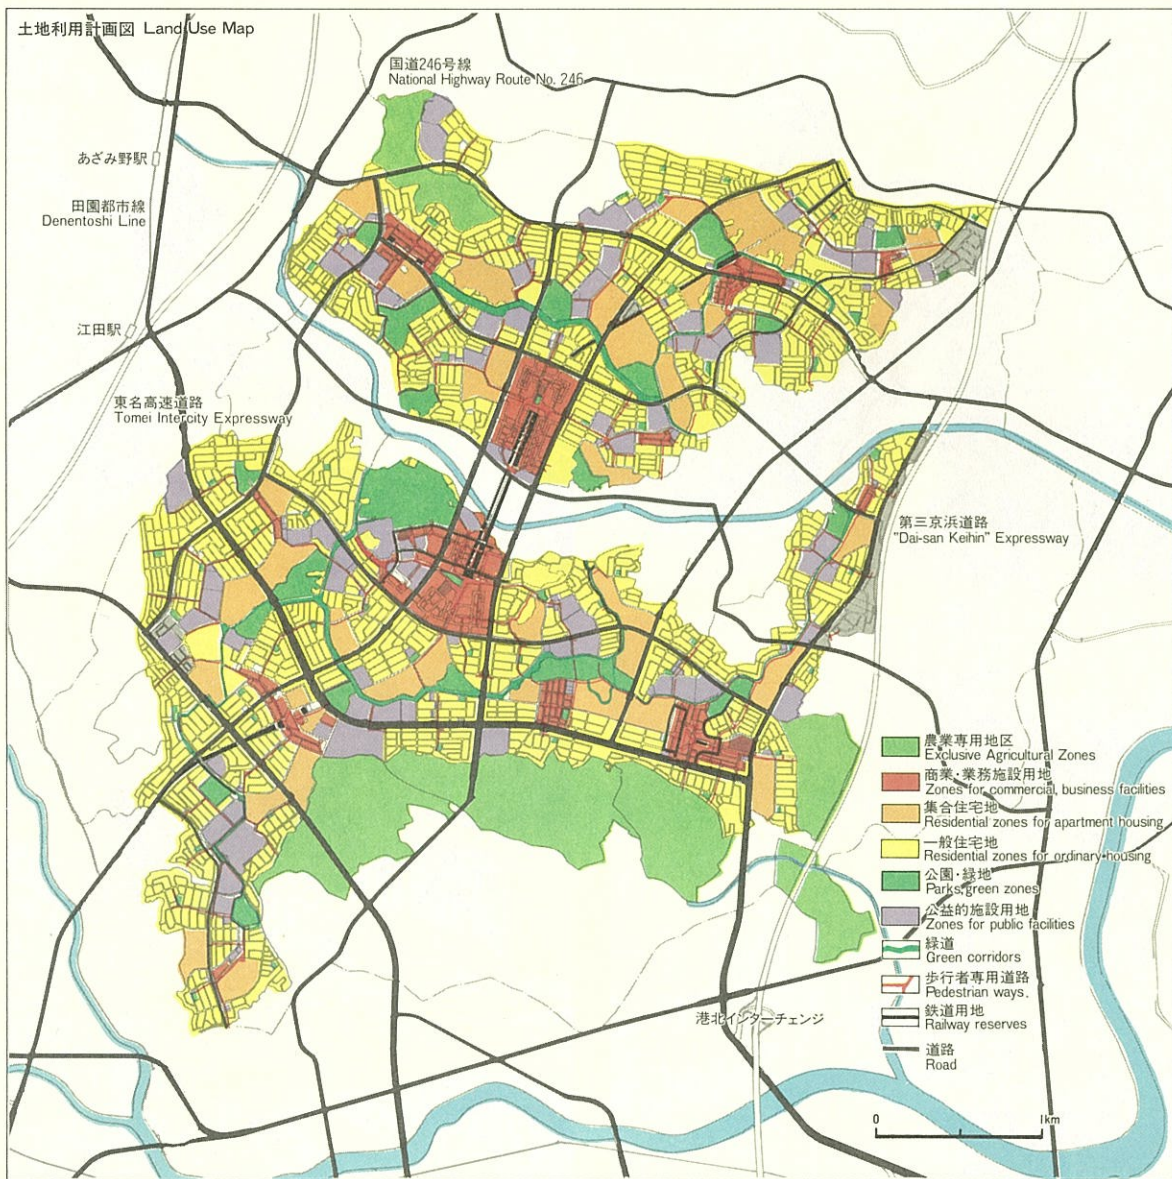 土地利用計画図 Land Use Map
国道246号線
National Highway Route No. 246
あざみ野駅
田園都市線
Denentoshi Line
江田駅
東名高速道路
Tomei Intercity Expressway
第三京浜道路
"Dai-san Keihin" Expressway
農業専用地区
Exclusive Agricultural Zones
商業・業務施設用地
Zones for commercial, business facilities
集合住宅地
Residential zones for apartment housing
一般住宅地
Residential zones for ordinary housing
公園・緑地
Parks, green zones
公益的施設用地
Zones for public facilities
緑道
Green corridors
歩行者専用道路
Pedestrian ways.
鉄道用地
Railway reserves
道路
Road
港北インターチェンジ
0 1km